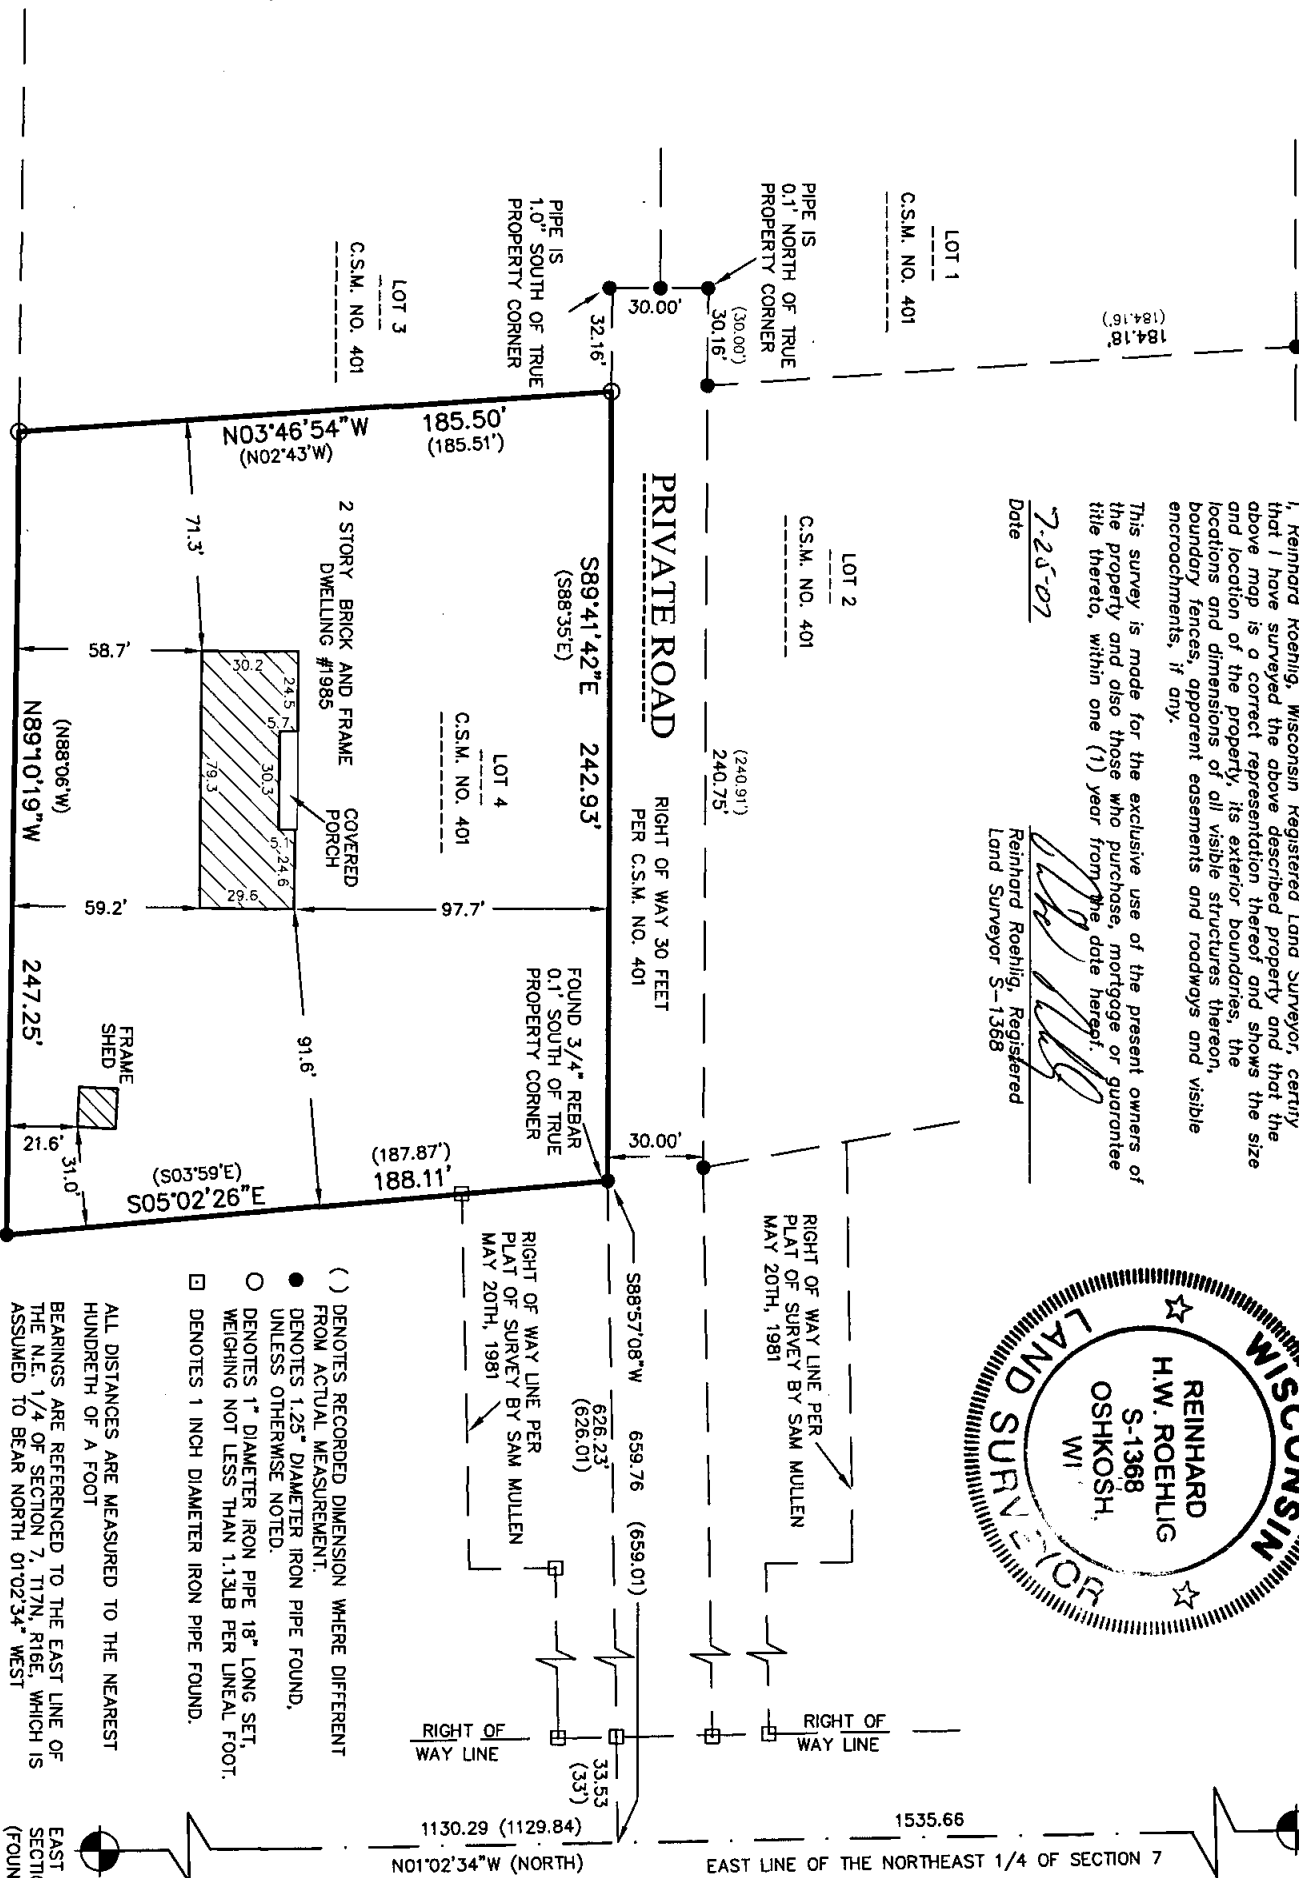 I, Reinhard Roehlig, Wisconsin Registered Land Surveyor, certify
that I have surveyed the above described property and that the
above map is a correct representation thereof and shows the size
and location of the property, its exterior boundaries, the
locations and dimensions of all visible structures thereon,
boundary fences, apparent easements and roadways and visible
encroachments, if any.
This survey is made for the exclusive use of the present owners of
the property and also those who purchase, mortgage or guarantee
title thereto, within one (1) year from the date hereof.
7-25-07
Date
Reinhard Roehlig, Registered
Land Surveyor S-1368
WISCONSIN
REINHARD
H.W. ROEHLIG
S-1368
OSHKOSH,
WI
LAND SURVEYOR
184.18'
(184.16')
LOT 1
C.S.M. NO. 401
PIPE IS
0.1' NORTH OF TRUE
PROPERTY CORNER
(30.00')
30.16'
30.00'
32.16'
PIPE IS
1.0" SOUTH OF TRUE
PROPERTY CORNER
LOT 3
C.S.M. NO. 401
LOT 2
C.S.M. NO. 401
(240.91')
240.75'
PRIVATE ROAD
RIGHT OF WAY 30 FEET
PER C.S.M. NO. 401
S89°41'42"E 242.93'
(S88°35'E)
N03°46'54"W 185.50'
(N02°43'W) (185.51')
LOT 4
C.S.M. NO. 401
2 STORY BRICK AND FRAME
DWELLING #1985
COVERED
PORCH
71.3'
58.7'
30.2
24.5
5.7
30.3
79.3
5.1
24.6
29.6
59.2'
97.7'
91.6'
(N88°06'W)
N89°10'19"W 247.25'
FRAME
SHED
21.6'
31.0'
FOUND 3/4" REBAR
0.1' SOUTH OF TRUE
PROPERTY CORNER
30.00'
(187.87')
188.11'
(S03°59'E)
S05°02'26"E
RIGHT OF WAY LINE PER
PLAT OF SURVEY BY SAM MULLEN
MAY 20TH, 1981
S88°57'08"W 659.76 (659.01)
626.23'
(626.01)
RIGHT OF WAY LINE PER
PLAT OF SURVEY BY SAM MULLEN
MAY 20TH, 1981
( ) DENOTES RECORDED DIMENSION WHERE DIFFERENT
FROM ACTUAL MEASUREMENT.
DENOTES 1.25" DIAMETER IRON PIPE FOUND,
UNLESS OTHERWISE NOTED.
DENOTES 1" DIAMETER IRON PIPE 18" LONG SET,
WEIGHING NOT LESS THAN 1.13LB PER LINEAL FOOT.
DENOTES 1 INCH DIAMETER IRON PIPE FOUND.
ALL DISTANCES ARE MEASURED TO THE NEAREST
HUNDRETH OF A FOOT
BEARINGS ARE REFERENCED TO THE EAST LINE OF
THE N.E. 1/4 OF SECTION 7, T17N, R16E, WHICH IS
ASSUMED TO BEAR NORTH 01°02'34" WEST
RIGHT OF
WAY LINE
RIGHT OF
WAY LINE
33.53
(33')
1130.29 (1129.84)
N01°02'34"W (NORTH)
1535.66
EAST LINE OF THE NORTHEAST 1/4 OF SECTION 7
EAST
SECTI
(FOUN